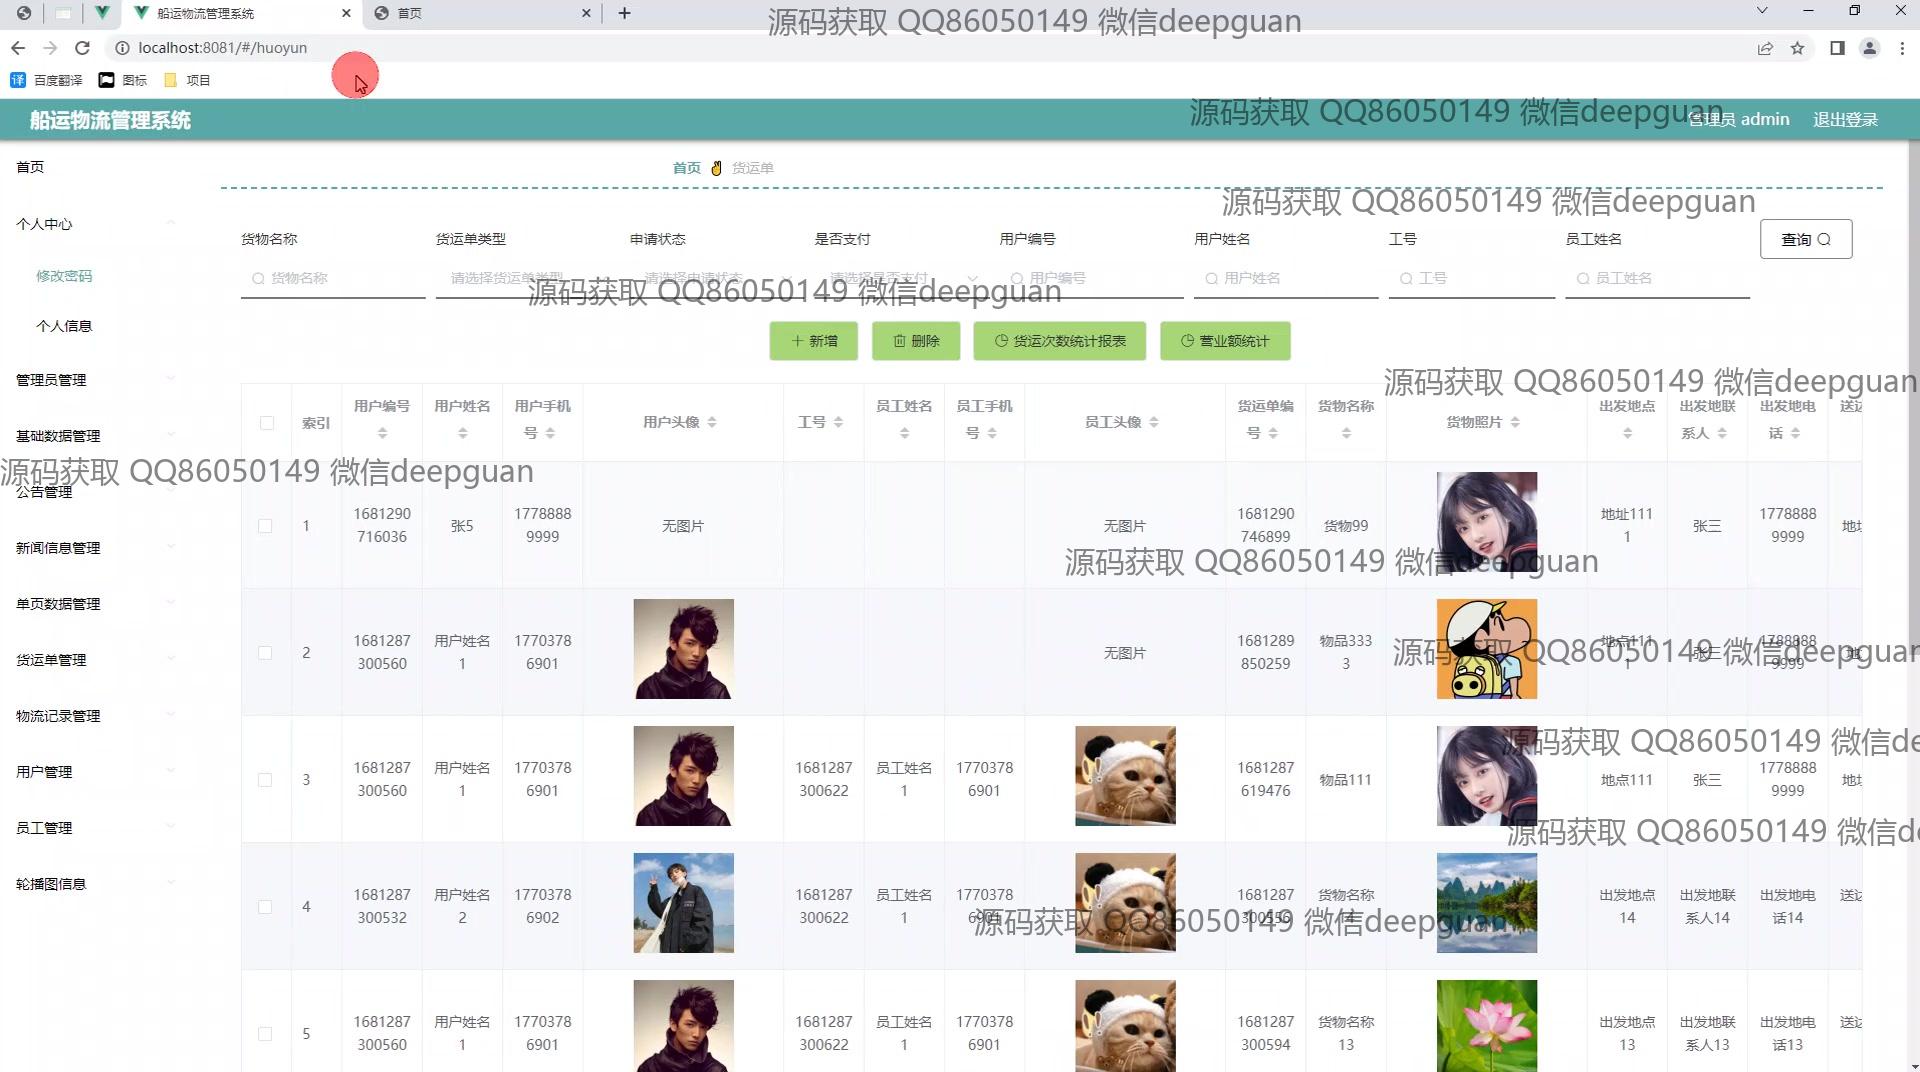 船运物流管理系统
首页
源码获取 QQ86050149 微信deepguan
localhost:8081/#/huoyun
译 百度翻译
图标
项目
船运物流管理系统
源码获取 QQ86050149 微信deepguan
管理员 admin
退出登录
首页
个人中心
修改密码
个人信息
管理员管理
基础数据管理
公告管理
新闻信息管理
单页数据管理
货运单管理
物流记录管理
用户管理
员工管理
轮播图信息
首页 货运单
源码获取 QQ86050149 微信deepguan
货物名称 货运单类型 申请状态 是否支付 用户编号 用户姓名 工号 员工姓名
查询
货物名称 请选择货运单类型 请选择申请状态 请选择是否支付 用户编号 用户姓名 工号 员工姓名
源码获取 QQ86050149 微信deepguan
新增 删除 货运次数统计报表 营业额统计
源码获取 QQ86050149 微信deepguan
索引 用户编号 用户姓名 用户手机号 用户头像 工号 员工姓名 员工手机号 员工头像 货运单编号 货物名称 货物照片 出发地点 出发地联系人 出发地电话
源码获取 QQ86050149 微信deepguan
1 1681290716036 张5 17788889999 无图片 无图片 1681290746899 货物99 地址1111 张三 17788889999
源码获取 QQ86050149 微信deepguan
2 1681287300560 用户姓名1 17703786901 无图片 1681289850259 物品3333
源码获取 QQ86050149 微信deepguan
3 1681287300560 用户姓名1 17703786901 1681287300622 员工姓名1 17703786901 1681287619476 物品111 地点111 张三 17788889999
源码获取 QQ86050149 微信de
源码获取 QQ86050149 微信de
4 1681287300532 用户姓名2 17703786902 1681287300622 员工姓名1 17703786901 1681287300556 货物名称14 出发地点14 出发地联系人14 出发地电话14
源码获取 QQ86050149 微信deepguan
5 1681287300560 用户姓名1 17703786901 1681287300622 员工姓名1 17703786901 1681287300594 货物名称13 出发地点13 出发地联系人13 出发地电话13